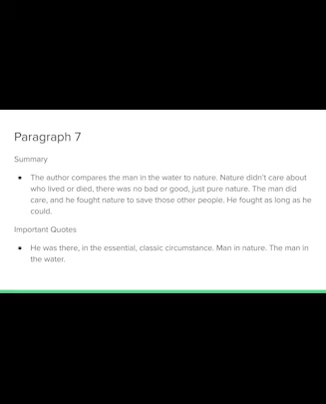 Paragraph 7
Summary
● The author compares the man in the water to nature. Nature didn't care about
who lived or died, there was no bad or good, just pure nature. The man did
care, and he fought nature to save those other people. He fought as long as he
could.
Important Quotes
● He was there, in the essential, classic circumstance. Man in nature. The man in
the water.